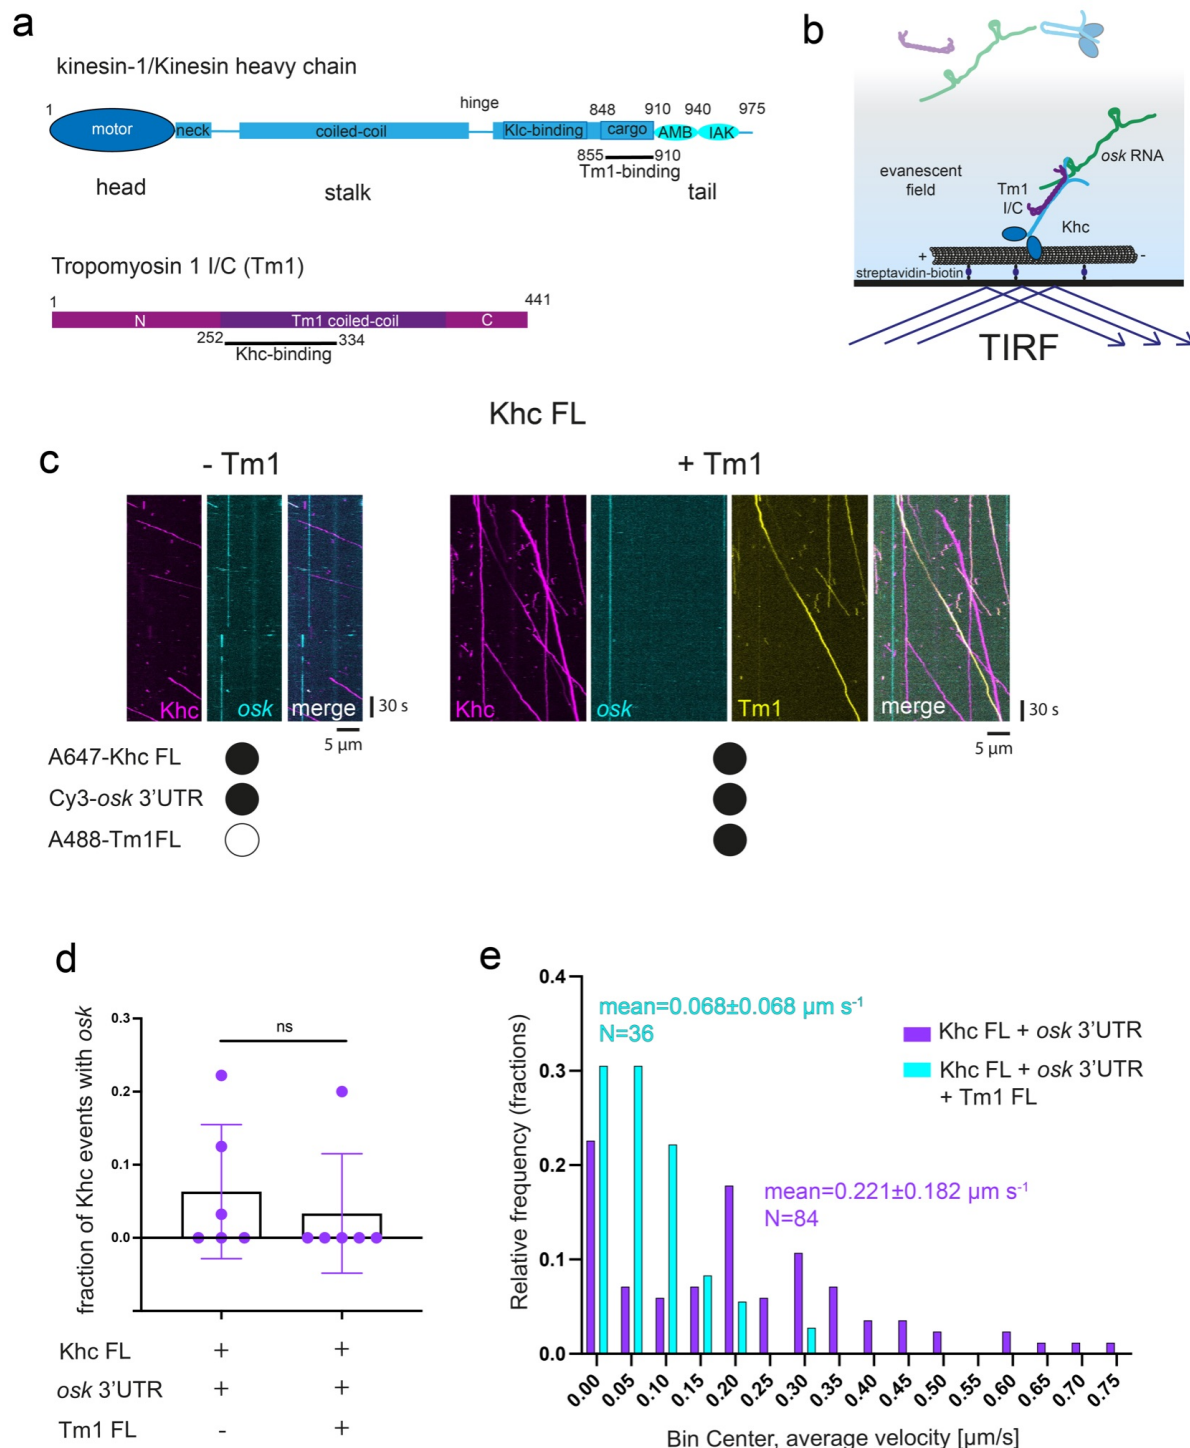 a
kinesin-1/Kinesin heavy chain
1
motor
neck
coiled-coil
hinge
Klc-binding
848
cargo
910
AMB
940
IAK
975
855
910
Tm1-binding
head
stalk
tail
Tropomyosin 1 I/C (Tm1)
1
441
N
Tm1 coiled-coil
C
252
334
Khc-binding
b
evanescent
field
osk RNA
Tm1
I/C
Khc
+
-
streptavidin-biotin
TIRF
Khc FL
c
- Tm1
+ Tm1
Khc
osk
merge
30 s
5 µm
Khc
osk
Tm1
merge
30 s
5 µm
A647-Khc FL
Cy3-osk 3’UTR
A488-Tm1FL
d
fraction of Khc events with osk
0.3
0.2
0.1
0.0
ns
Khc FL + +
osk 3’UTR + +
Tm1 FL - +
e
Relative frequency (fractions)
0.4
0.3
0.2
0.1
0.0
mean=0.068±0.068 µm s-1
N=36
mean=0.221±0.182 µm s-1
N=84
Khc FL + osk 3’UTR
Khc FL + osk 3’UTR
+ Tm1 FL
0.00 0.05 0.10 0.15 0.20 0.25 0.30 0.35 0.40 0.45 0.50 0.55 0.60 0.65 0.70 0.75
Bin Center, average velocity [µm/s]